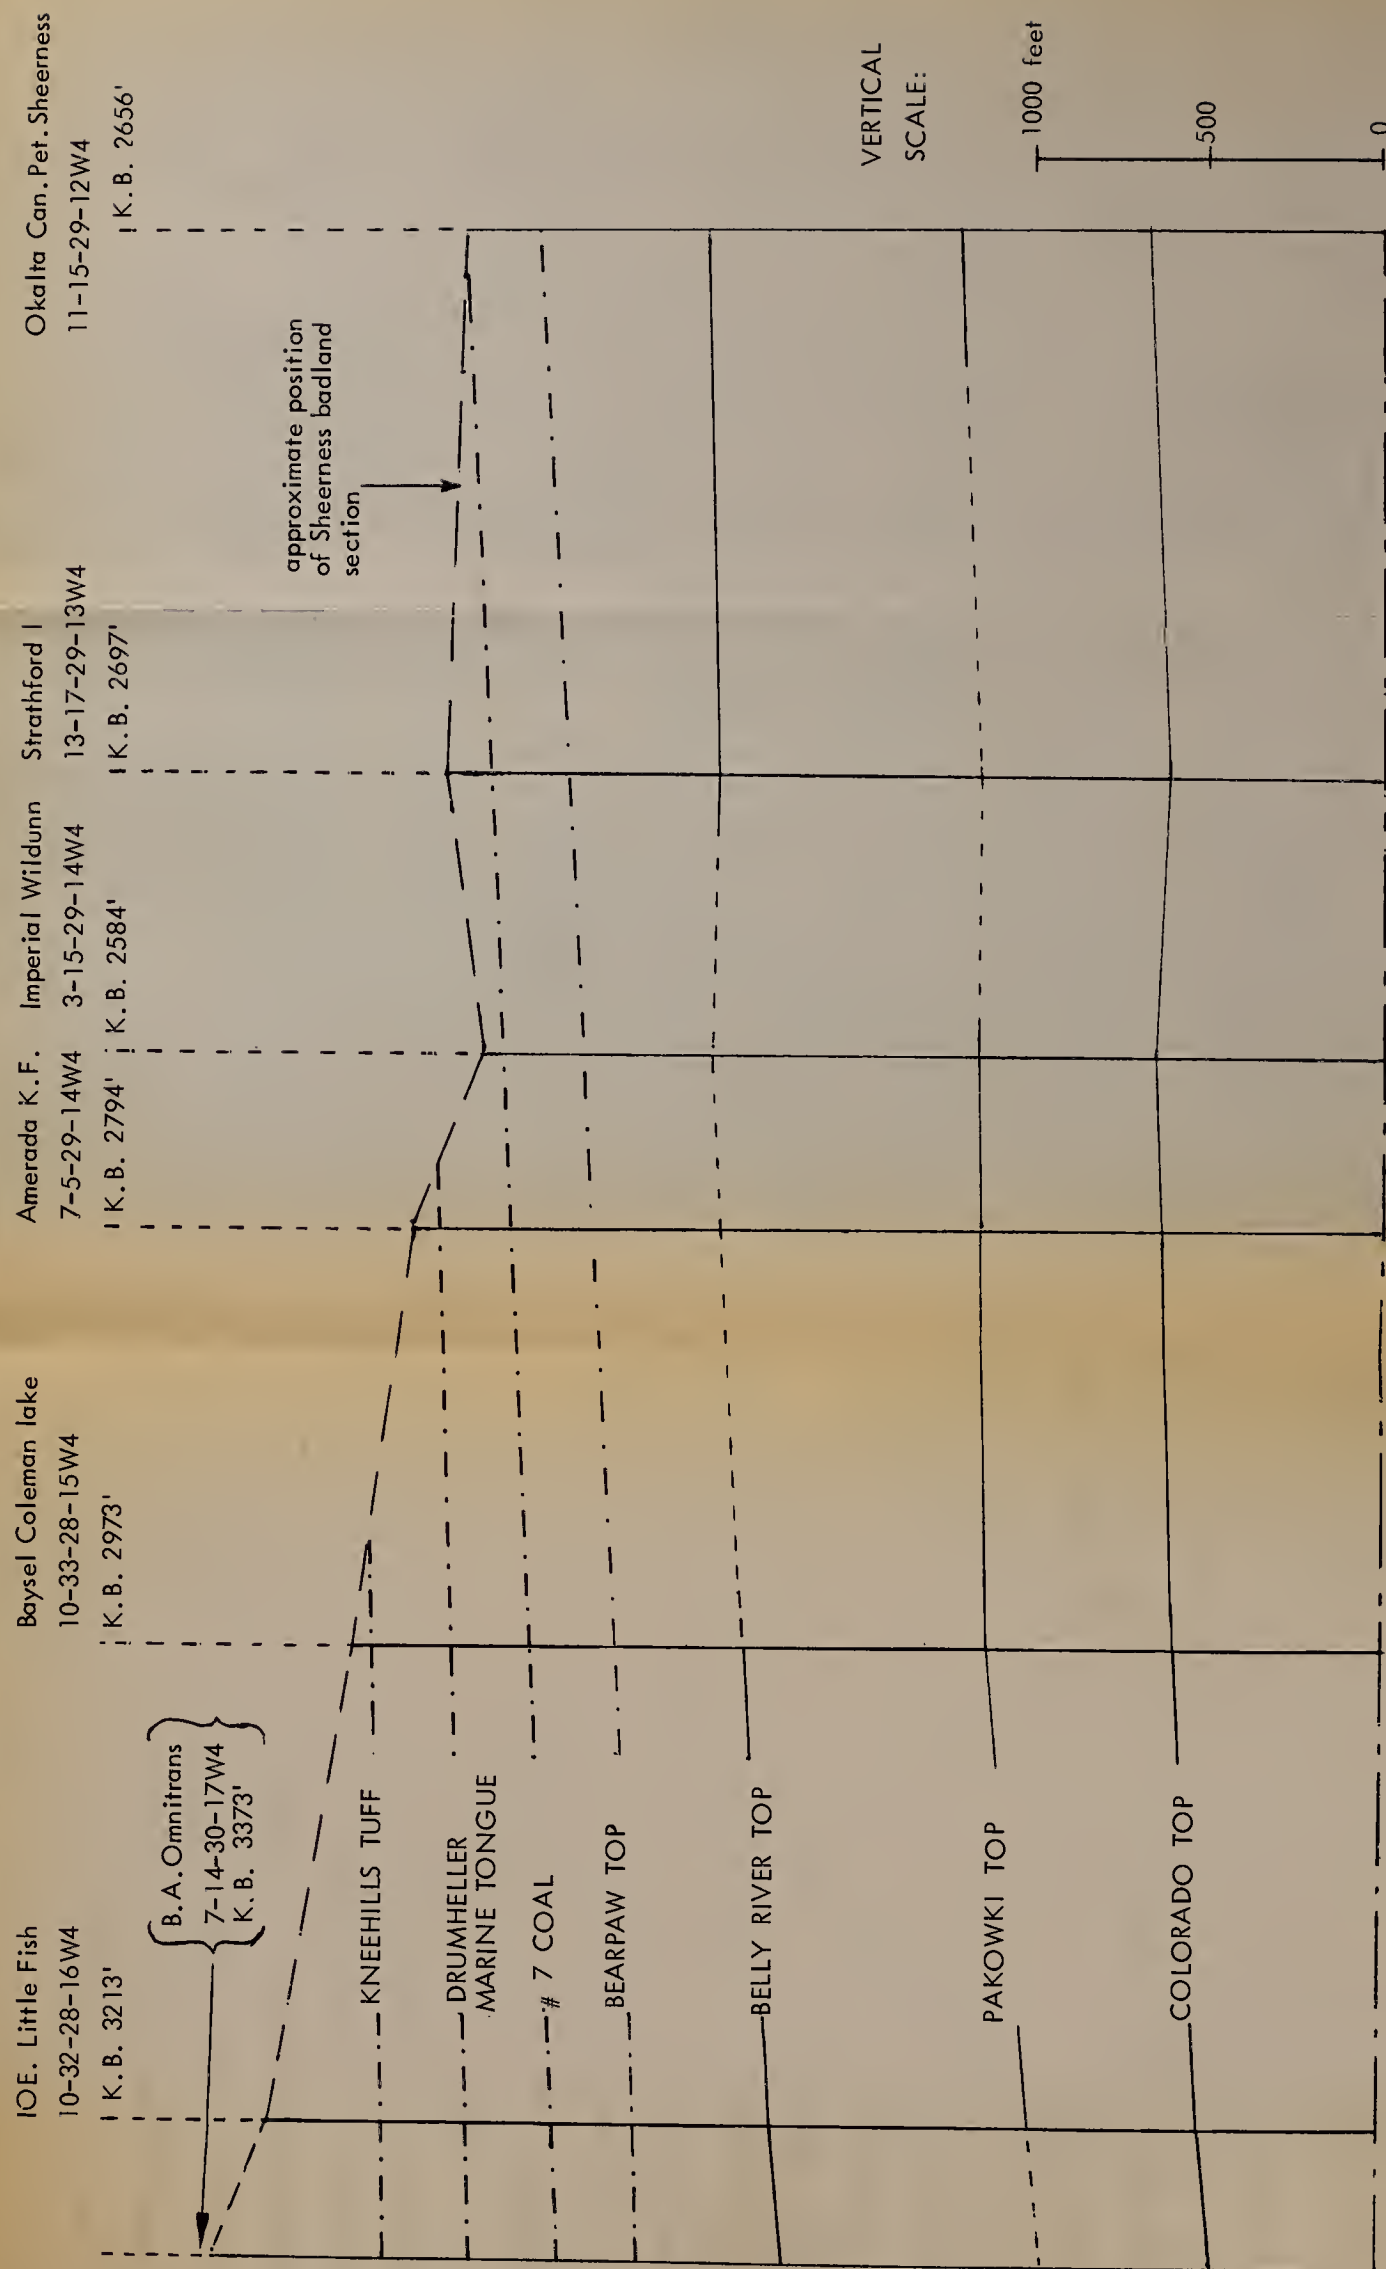 IOE. Little Fish
10-32-28-16W4
K.B. 3213'
Baysel Coleman lake
10-33-28-15W4
K.B. 2973'
Amerada K.F.
7-5-29-14W4
K.B. 2794'
Imperial Wildunn
3-15-29-14W4
K.B. 2584'
Strathford I
13-17-29-13W4
K.B. 2697'
Okalta Can. Pet. Sheerness
11-15-29-12W4
K.B. 2656'
B.A. Omnitrans
7-14-30-17W4
K.B. 3373'
approximate position
of Sheerness badland
section
KNEEHILLS TUFF
DRUMHELLER
MARINE TONGUE
# 7 COAL
BEARPAW TOP
BELLY RIVER TOP
PAKOWKI TOP
COLORADO TOP
VERTICAL
SCALE:
1000 feet
500
0